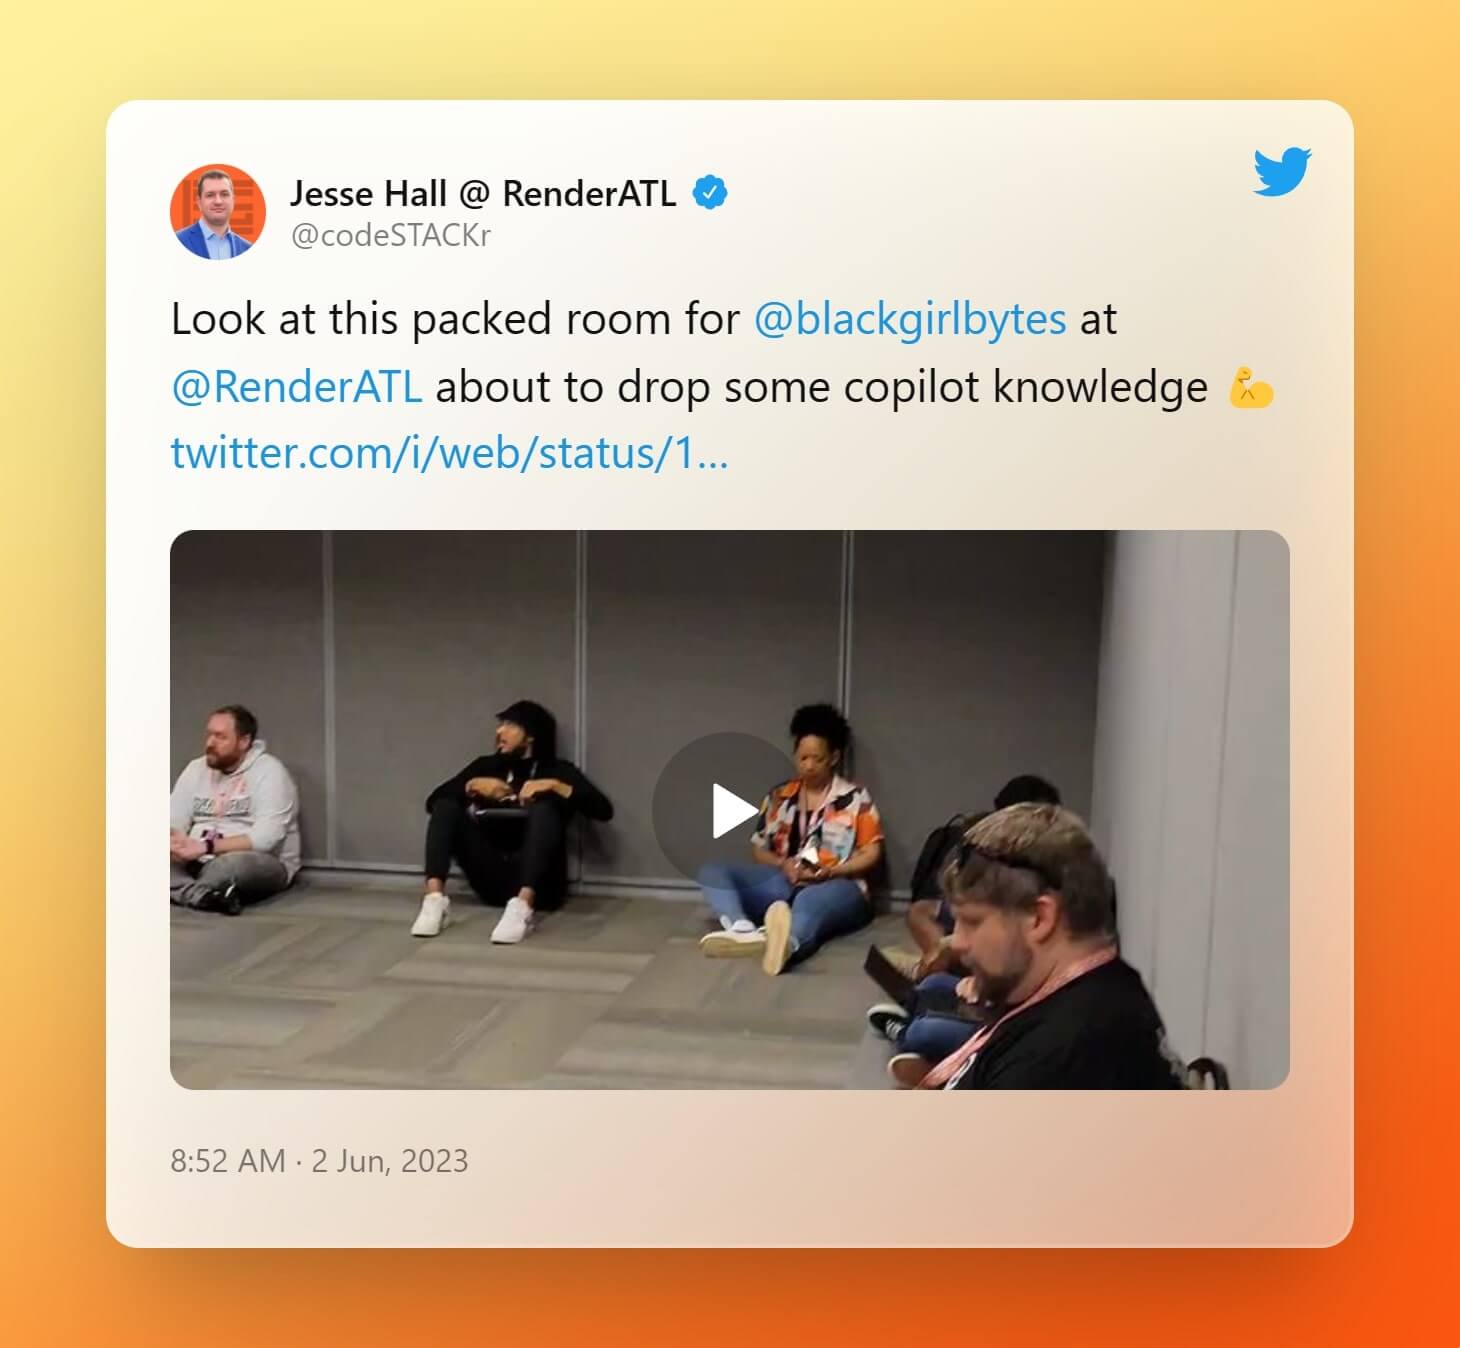 Jesse Hall @ RenderATL
@codeSTACKr
Look at this packed room for @blackgirlbytes at
@RenderATL about to drop some copilot knowledge 💪
twitter.com/i/web/status/1...
8:52 AM · 2 Jun, 2023